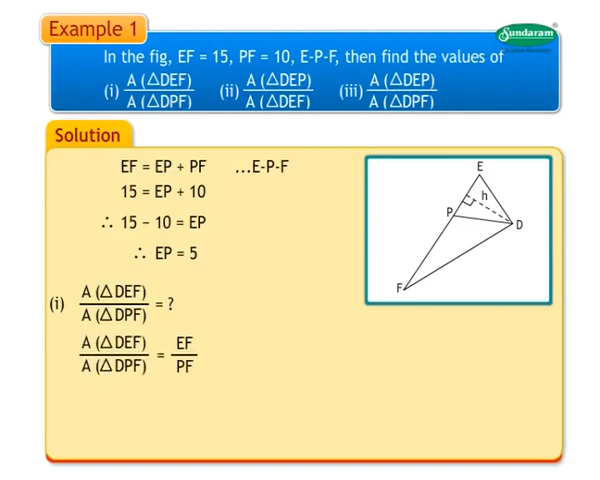 Example 1
Sundaram
In the fig, EF = 15, PF = 10, E-P-F, then find the values of
(i) A (△DEF) / A (△DPF) (ii) A (△DEP) / A (△DEF) (iii) A (△DEP) / A (△DPF)
Solution
EF = EP + PF ...E-P-F
15 = EP + 10
∴ 15 − 10 = EP
∴ EP = 5
(i) A (△DEF) / A (△DPF) = ?
A (△DEF) / A (△DPF) = EF / PF
E
h
P
D
F